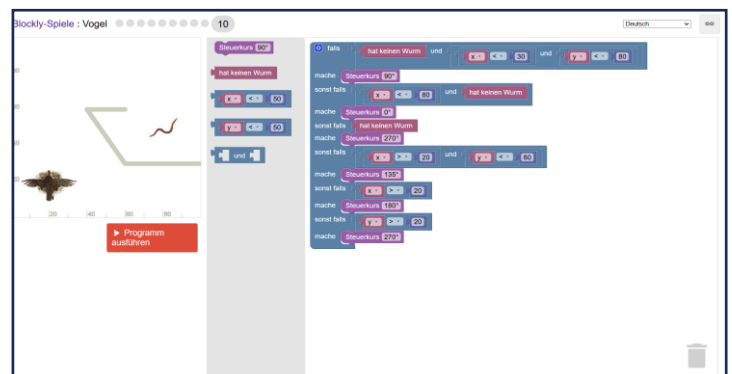 Blockly-Spiele : Vogel 10 Deutsch
Steuerkurs 90°
hat keinen Wurm
x < 50
y < 50
und
20 40 60 80
▶ Programm
ausführen
falls hat keinen Wurm und x < 30 und y < 80
mache Steuerkurs 90°
sonst falls x < 80 und hat keinen Wurm
mache Steuerkurs 0°
sonst falls hat keinen Wurm
mache Steuerkurs 270°
sonst falls x > 20 und y < 80
mache Steuerkurs 135°
sonst falls x > 20
mache Steuerkurs 180°
sonst falls y > 20
mache Steuerkurs 270°